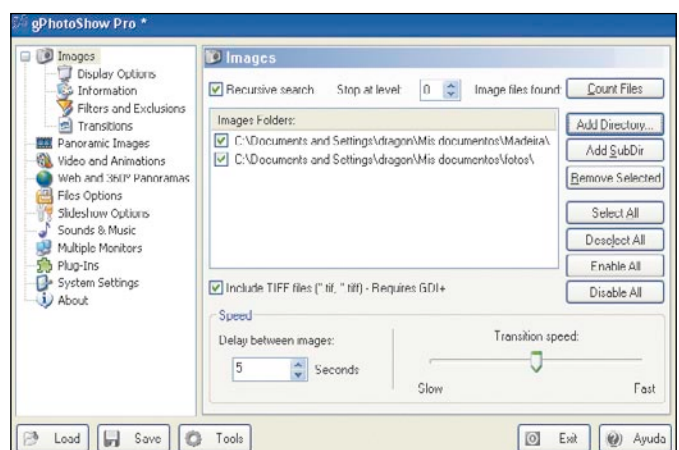 gPhotoShow Pro *
Images
Display Options
Information
Filters and Exclusions
Transitions
Panoramic Images
Video and Animations
Web and 360º Panoramas
Files Options
Slideshow Options
Sounds & Music
Multiple Monitors
Plug-Ins
System Settings
About
Images
Recursive search Stop at level: 0 Image files found: Count Files
Images Folders:
C:\Documents and Settings\dragon\Mis documentos\Madeira\
C:\Documents and Settings\dragon\Mis documentos\fotos\
Add Directory...
Add SubDir
Remove Selected
Select All
Deselect All
Enable All
Disable All
Include TIFF files (*.tif, *.tiff) - Requires GDI+
Speed
Delay between images:
5 Seconds
Transition speed:
Slow Fast
Load Save Tools Exit Ayuda